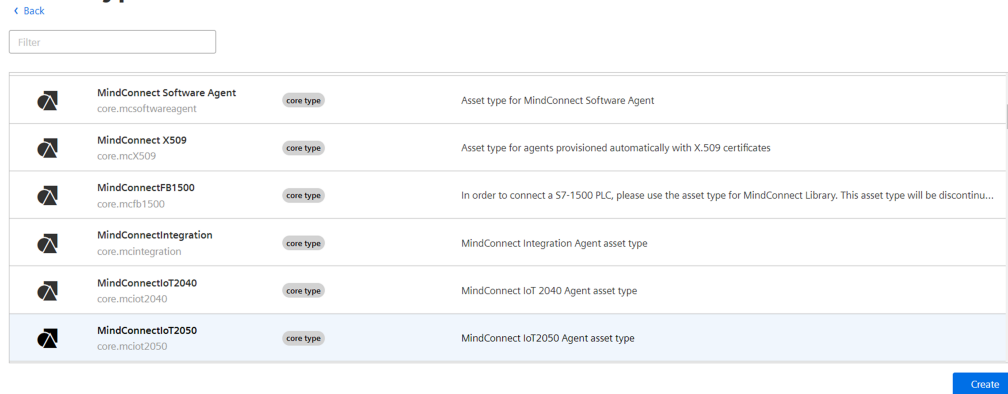 Back
Filter
MindConnect Software Agent
core.mcsoftwareagent
core type
Asset type for MindConnect Software Agent
MindConnect X509
core.mcX509
core type
Asset type for agents provisioned automatically with X.509 certificates
MindConnectFB1500
core.mcfb1500
core type
In order to connect a S7-1500 PLC, please use the asset type for MindConnect Library. This asset type will be discontinu...
MindConnectIntegration
core.mcintegration
core type
MindConnect Integration Agent asset type
MindConnectIoT2040
core.mciot2040
core type
MindConnect IoT 2040 Agent asset type
MindConnectIoT2050
core.mciot2050
core type
MindConnect IoT2050 Agent asset type
Create